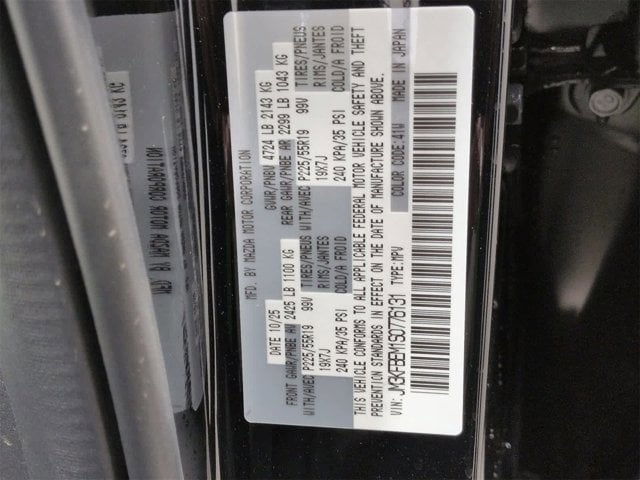 MFD. BY MAZDA MOTOR CORPORATION
DATE 10/25 GVWR/PNBV 4724 LB 2143 KG
FRONT GAWR/PNBE AV 2425 LB 1100 KG REAR GAWR/PNBE AR 2299 LB 1043 KG
WITH/AVEC P225/55R19 99V TIRES/PNEUS WITH/AVEC P225/55R19 99V TIRES/PNEUS
19X7J RIMS/JANTES 19X7J RIMS/JANTES
240 KPA/35 PSI COLD/A FROID 240 KPA/35 PSI COLD/A FROID
THIS VEHICLE CONFORMS TO ALL APPLICABLE FEDERAL MOTOR VEHICLE SAFETY AND THEFT
PREVENTION STANDARDS IN EFFECT ON THE DATE OF MANUFACTURE SHOWN ABOVE.
VIN: JM3KFBBM1S0776131 TYPE:MPV COLOR CODE:41W MADE IN JAPAN